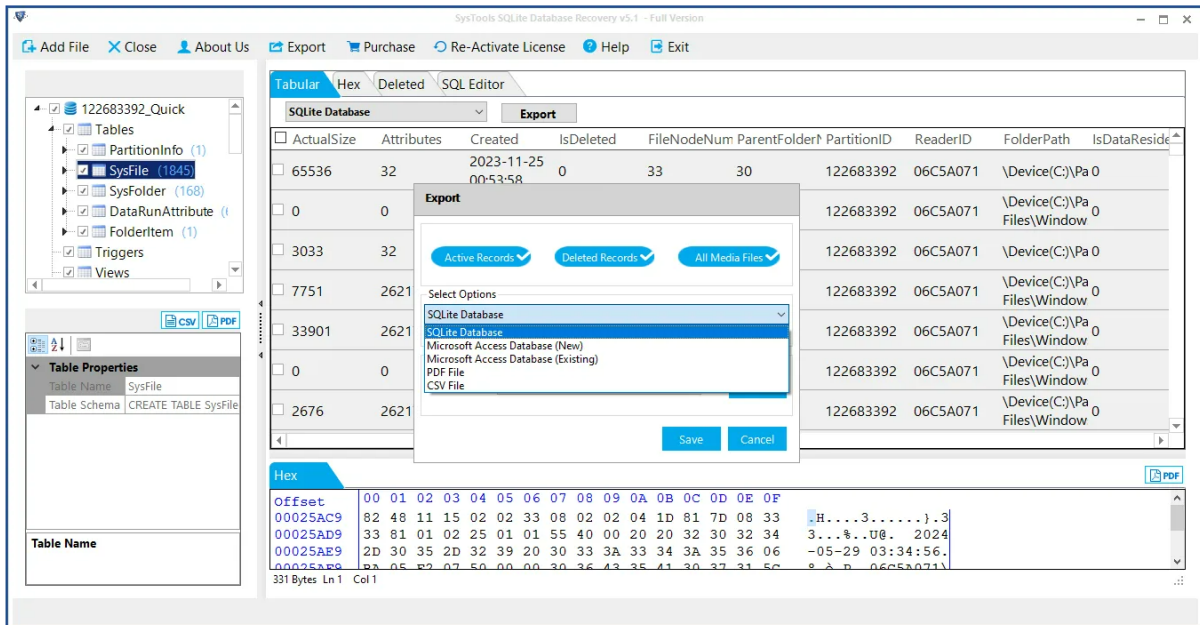 SysTools SQLite Database Recovery v5.1 - Full Version
Add File Close About Us Export Purchase Re-Activate License Help Exit
122683392_Quick
Tables
PartitionInfo (1)
SysFile (1845)
SysFolder (168)
DataRunAttribute
FolderItem (1)
Triggers
Views
CSV PDF
Table Properties
Table Name SysFile
Table Schema CREATE TABLE SysFile
Table Name
Tabular Hex Deleted SQL Editor
SQLite Database Export
ActualSize Attributes Created IsDeleted FileNodeNum ParentFolderN PartitionID ReaderID FolderPath IsDataReside
65536 32 2023-11-25 00:53:58 0 33 30 122683392 06C5A071 \Device(C:)\Pa 0
0 0 122683392 06C5A071 \Device(C:)\Pa Files\Window 0
3033 32 122683392 06C5A071 \Device(C:)\Pa 0
7751 2621 122683392 06C5A071 \Device(C:)\Pa Files\Window 0
33901 2621 122683392 06C5A071 \Device(C:)\Pa Files\Window 0
0 0 122683392 06C5A071 \Device(C:)\Pa Files\Window 0
2676 2621 122683392 06C5A071 \Device(C:)\Pa Files\Window 0
Export
Active Records Deleted Records All Media Files
Select Options
SQLite Database
SQLite Database
Microsoft Access Database (New)
Microsoft Access Database (Existing)
PDF File
CSV File
Save Cancel
Hex
PDF
Offset 00 01 02 03 04 05 06 07 08 09 0A 0B 0C 0D 0E 0F
00025AC9 82 48 11 15 02 02 33 08 02 02 04 1D 81 7D 08 33 .H....3......}.3
00025AD9 33 81 01 02 25 01 01 55 40 00 20 20 32 30 32 34 3...%..U@. 2024
00025AE9 2D 30 35 2D 32 39 20 30 33 3A 33 34 3A 35 36 06 -05-29 03:34:56.
331 Bytes Ln 1 Col 1